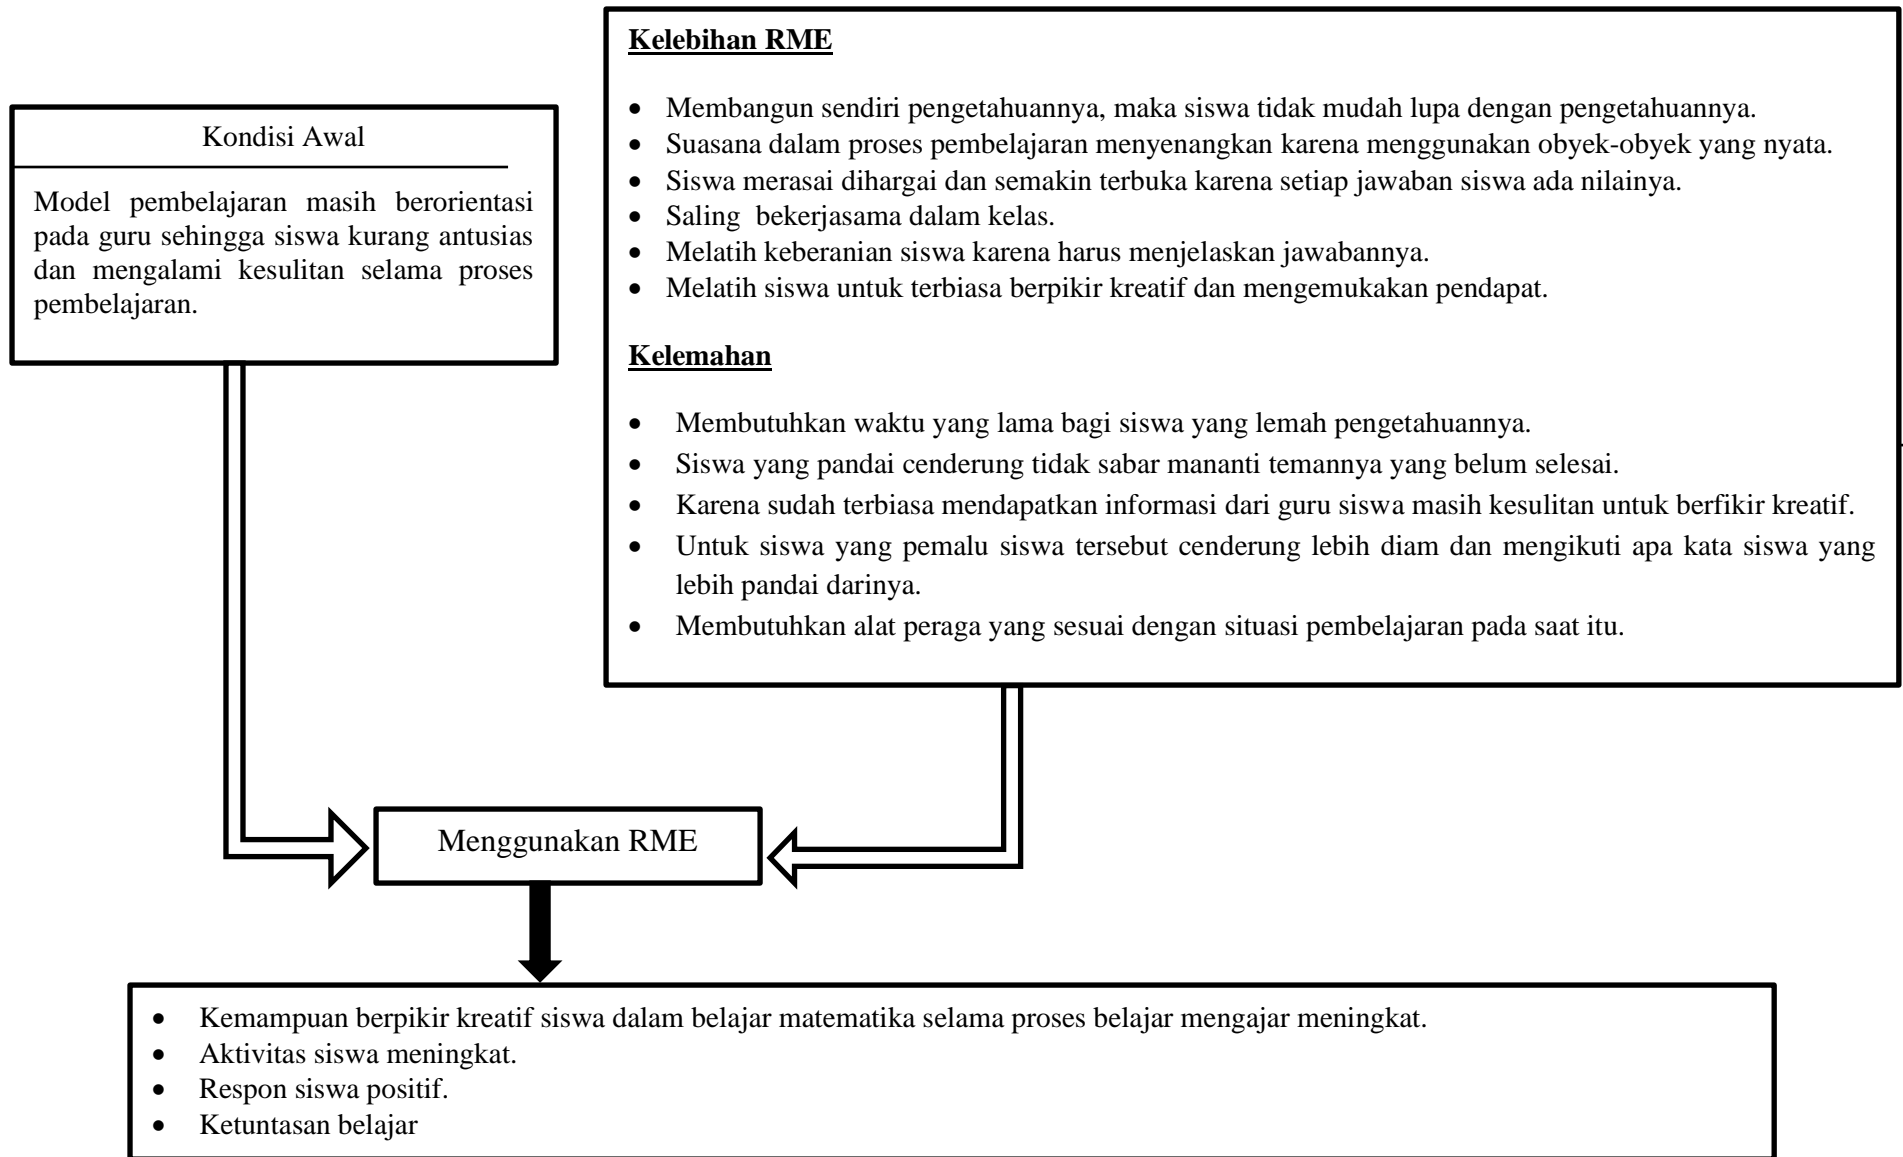 Kondisi Awal
Model pembelajaran masih berorientasi
pada guru sehingga siswa kurang antusias
dan mengalami kesulitan selama proses
pembelajaran.
Kelebihan RME
• Membangun sendiri pengetahuannya, maka siswa tidak mudah lupa dengan pengetahuannya.
• Suasana dalam proses pembelajaran menyenangkan karena menggunakan obyek-obyek yang nyata.
• Siswa merasai dihargai dan semakin terbuka karena setiap jawaban siswa ada nilainya.
• Saling bekerjasama dalam kelas.
• Melatih keberanian siswa karena harus menjelaskan jawabannya.
• Melatih siswa untuk terbiasa berpikir kreatif dan mengemukakan pendapat.
Kelemahan
• Membutuhkan waktu yang lama bagi siswa yang lemah pengetahuannya.
• Siswa yang pandai cenderung tidak sabar mananti temannya yang belum selesai.
• Karena sudah terbiasa mendapatkan informasi dari guru siswa masih kesulitan untuk berfikir kreatif.
• Untuk siswa yang pemalu siswa tersebut cenderung lebih diam dan mengikuti apa kata siswa yang
lebih pandai darinya.
• Membutuhkan alat peraga yang sesuai dengan situasi pembelajaran pada saat itu.
Menggunakan RME
• Kemampuan berpikir kreatif siswa dalam belajar matematika selama proses belajar mengajar meningkat.
• Aktivitas siswa meningkat.
• Respon siswa positif.
• Ketuntasan belajar